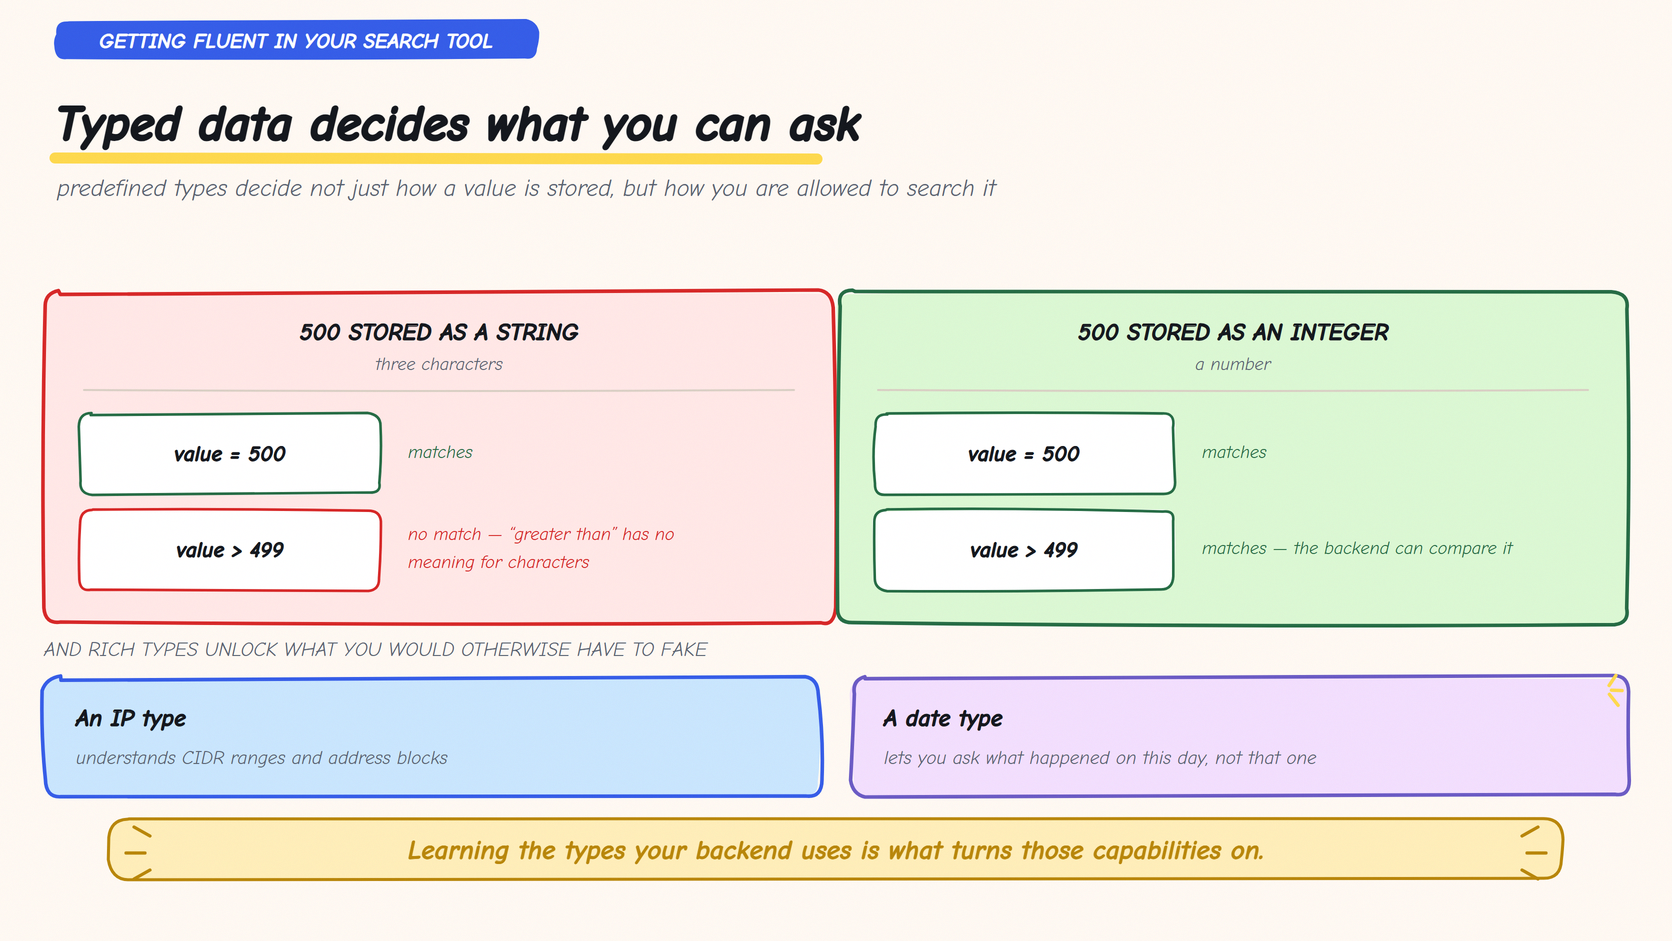 GETTING FLUENT IN YOUR SEARCH TOOL
Typed data decides what you can ask
predefined types decide not just how a value is stored, but how you are allowed to search it
500 STORED AS A STRING
three characters
value = 500
matches
value > 499
no match — “greater than” has no
meaning for characters
500 STORED AS AN INTEGER
a number
value = 500
matches
value > 499
matches — the backend can compare it
AND RICH TYPES UNLOCK WHAT YOU WOULD OTHERWISE HAVE TO FAKE
An IP type
understands CIDR ranges and address blocks
A date type
lets you ask what happened on this day, not that one
Learning the types your backend uses is what turns those capabilities on.